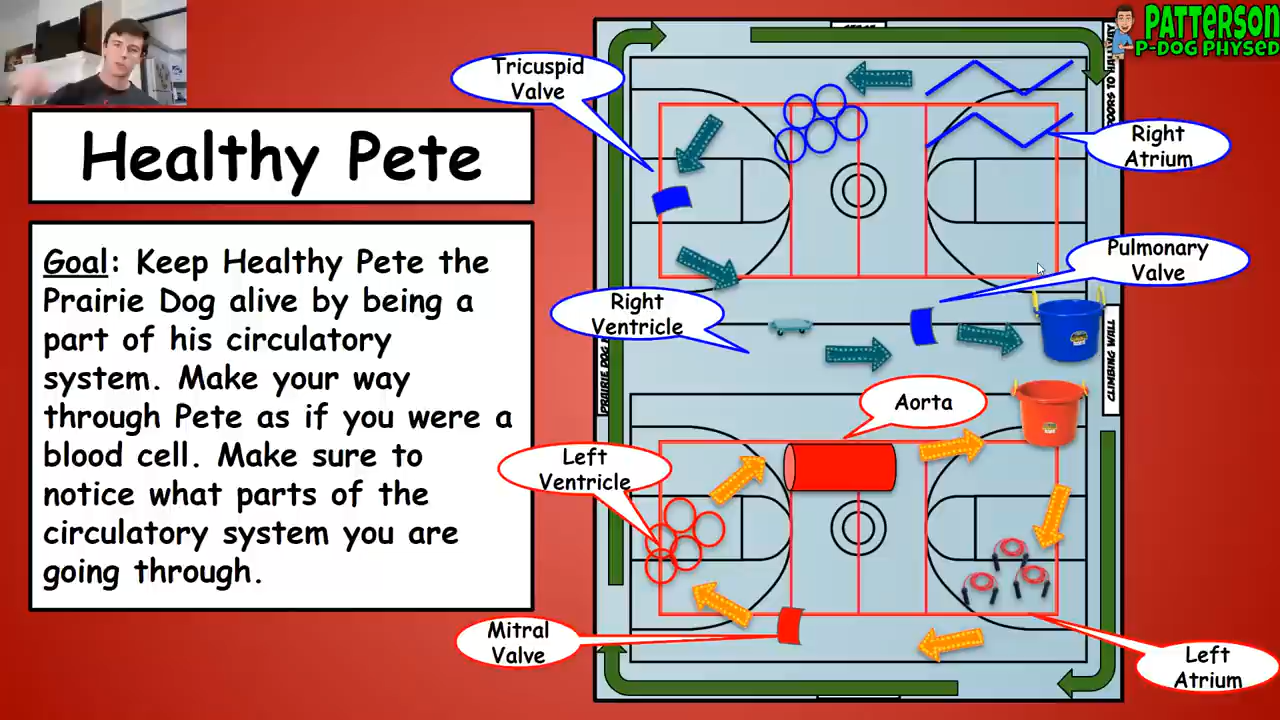 PATTERSON
P-DOG PHYSED
Healthy Pete
Goal: Keep Healthy Pete the
Prairie Dog alive by being a
part of his circulatory
system. Make your way
through Pete as if you were a
blood cell. Make sure to
notice what parts of the
circulatory system you are
going through.
Tricuspid
Valve
Right
Atrium
Pulmonary
Valve
Right
Ventricle
Aorta
Left
Ventricle
Mitral
Valve
Left
Atrium
CLIMBING WALL
PRAIRIE DOG